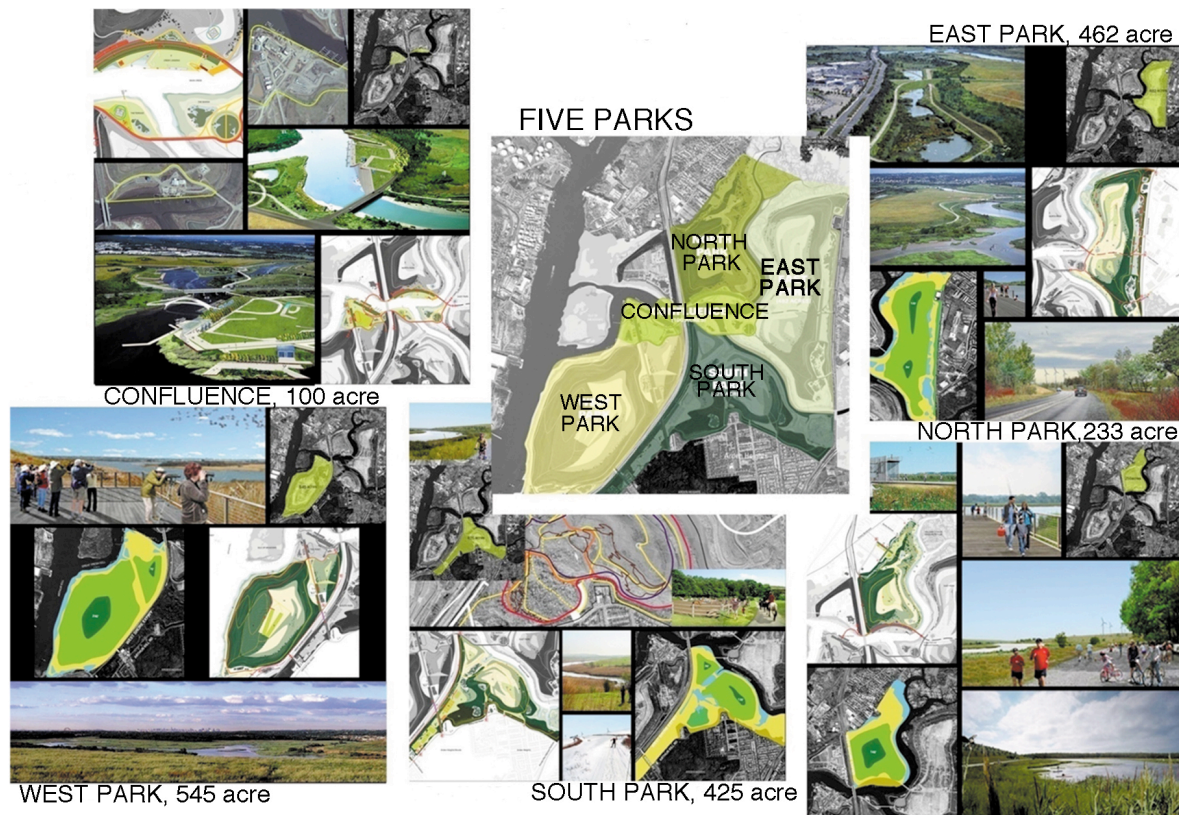 EAST PARK, 462 acre
FIVE PARKS
NORTH
PARK
EAST
PARK
CONFLUENCE
SOUTH
PARK
WEST
PARK
CONFLUENCE, 100 acre
NORTH PARK,233 acre
WEST PARK, 545 acre
SOUTH PARK, 425 acre